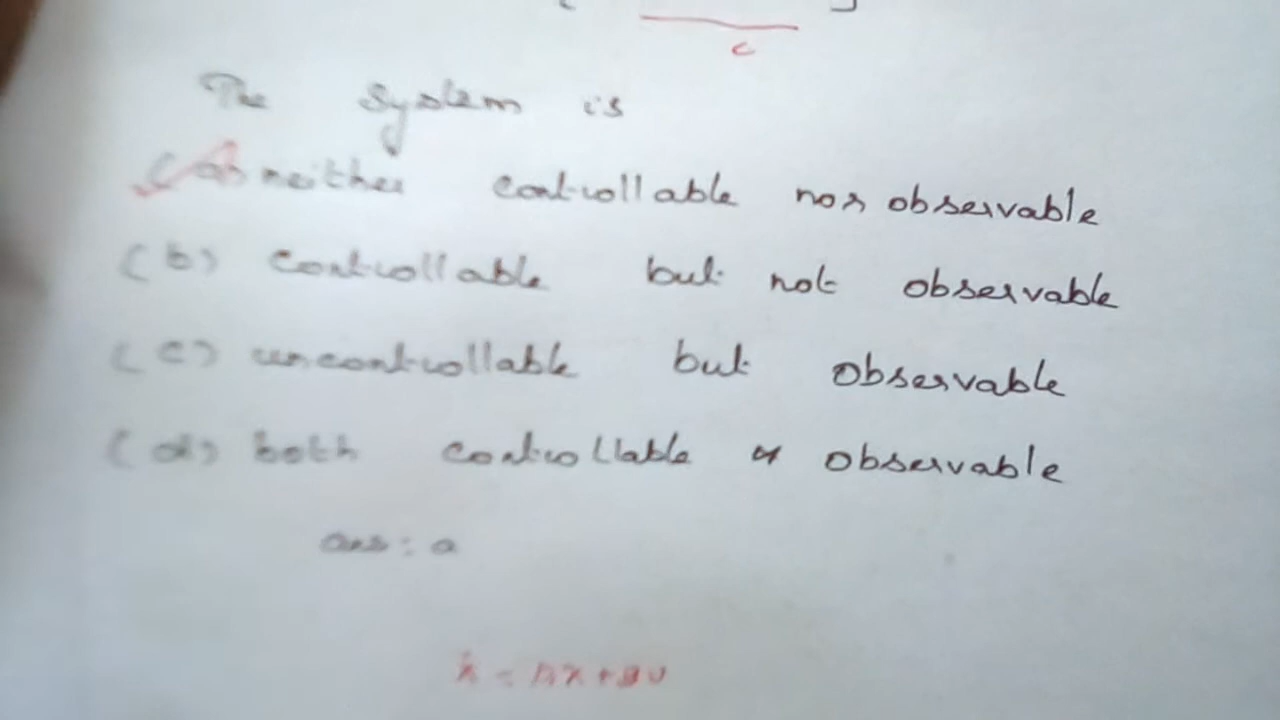 c
The system is
(a) neither controllable nor observable
(b) controllable but not observable
(c) uncontrollable but observable
(d) both controllable & observable
ans: a
ẋ = Ax + BU